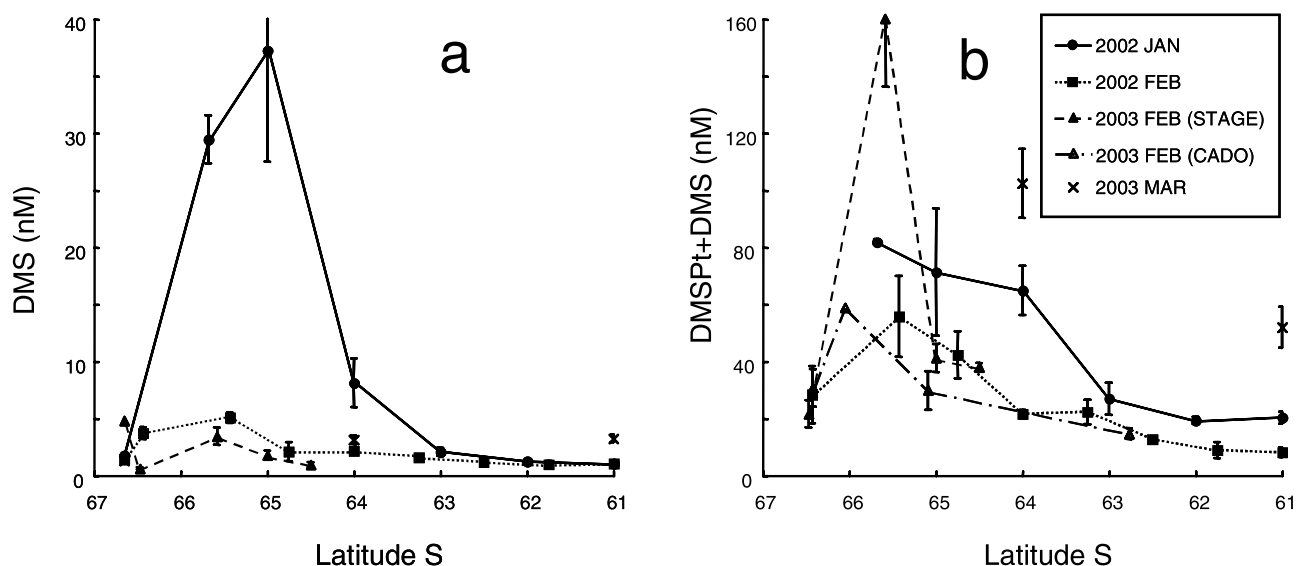 a
40
30
20
10
0
DMS (nM)
67
66
65
64
63
62
61
Latitude S
b
160
120
80
40
0
DMSPt+DMS (nM)
67
66
65
64
63
62
61
Latitude S
2002 JAN
2002 FEB
2003 FEB (STAGE)
2003 FEB (CADO)
2003 MAR